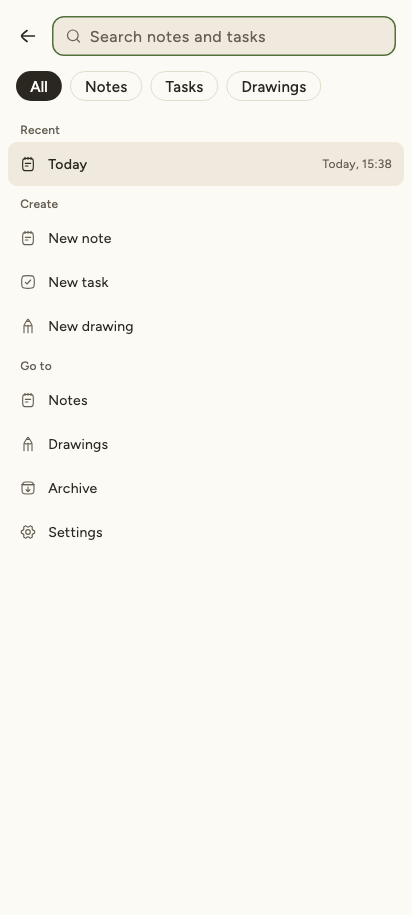 Search notes and tasks
All Notes Tasks Drawings
Recent
Today Today, 15:38
Create
New note
New task
New drawing
Go to
Notes
Drawings
Archive
Settings